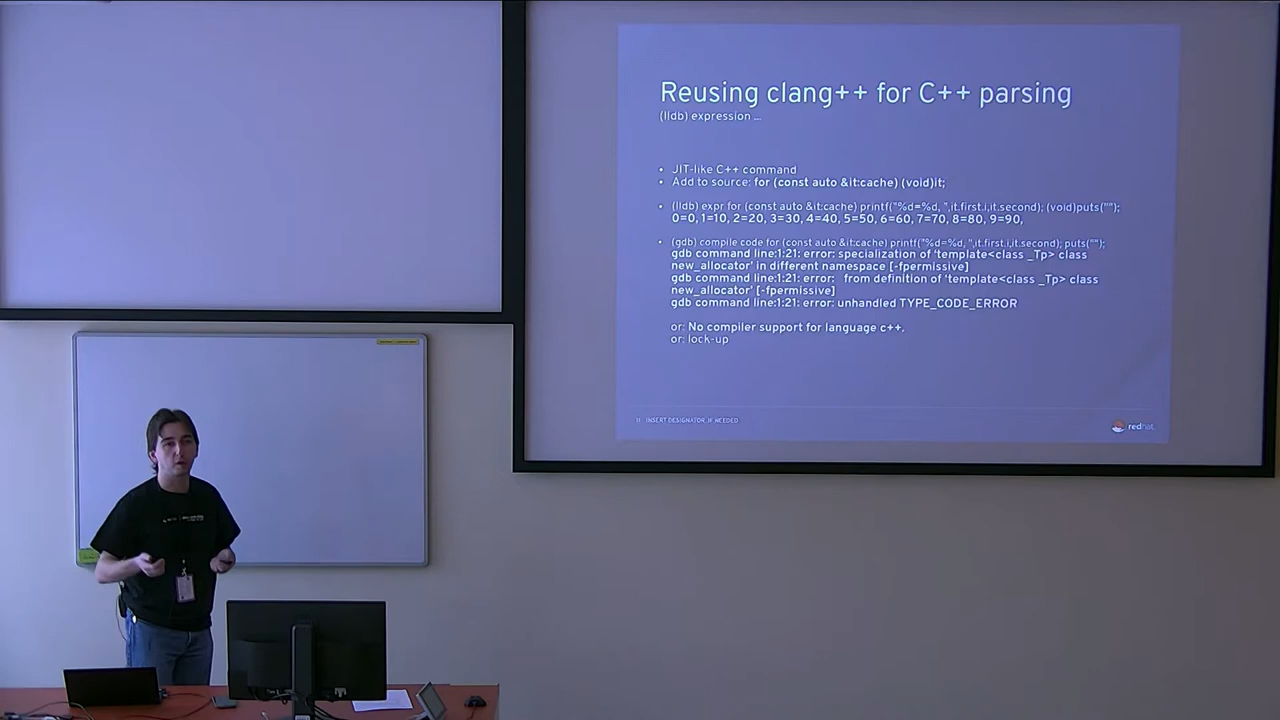 Reusing clang++ for C++ parsing
(lldb) expression ...
• JIT-like C++ command
• Add to source: for (const auto &it:cache) (void)it;
• (lldb) expr for (const auto &it:cache) printf("%d=%d, ",it.first.i,it.second); (void)puts("");
0=0, 1=10, 2=20, 3=30, 4=40, 5=50, 6=60, 7=70, 8=80, 9=90,
• (gdb) compile code for (const auto &it:cache) printf("%d=%d, ",it.first.i,it.second); puts("");
gdb command line:1:21: error: specialization of 'template<class _Tp> class
new_allocator' in different namespace [-fpermissive]
gdb command line:1:21: error:   from definition of 'template<class _Tp> class
new_allocator' [-fpermissive]
gdb command line:1:21: error: unhandled TYPE_CODE_ERROR
or: No compiler support for language c++.
or: lock-up
11 INSERT DESIGNATOR, IF NEEDED
redhat.